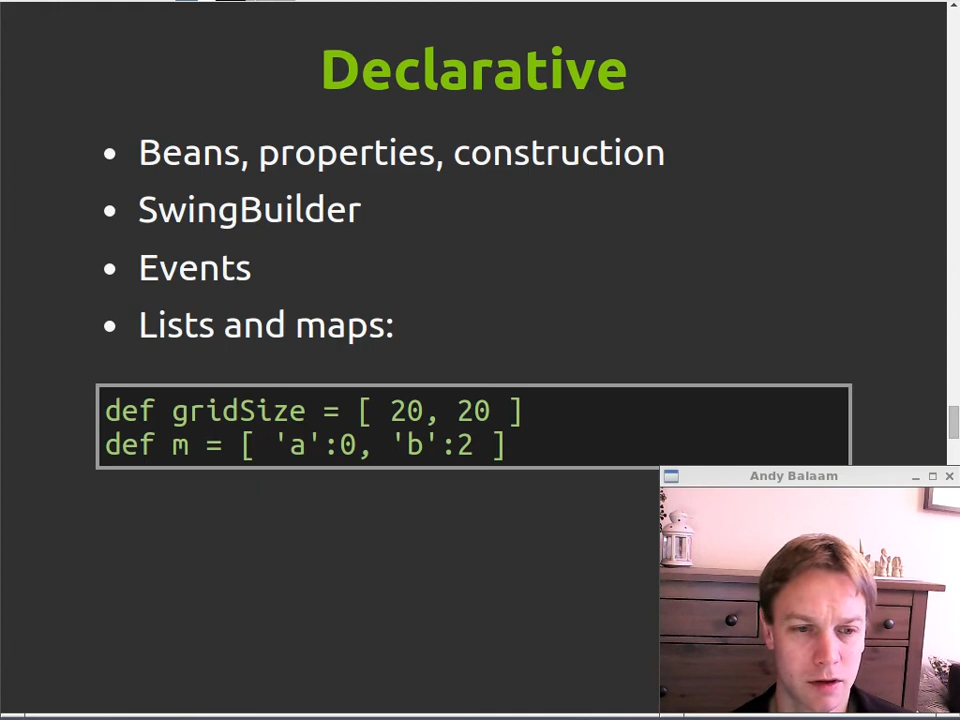 Declarative
• Beans, properties, construction
• SwingBuilder
• Events
• Lists and maps:
def gridSize = [ 20, 20 ]
def m = [ 'a':0, 'b':2 ]
Andy Balaam